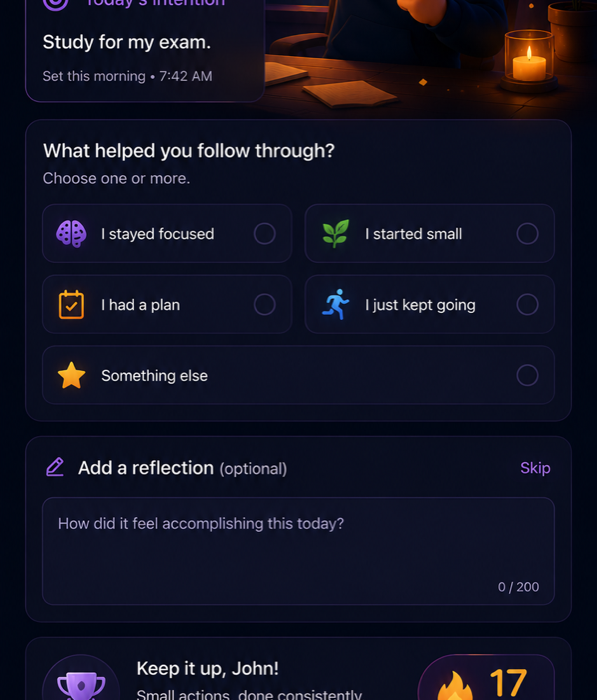 Today's intention
Study for my exam.
Set this morning • 7:42 AM
What helped you follow through?
Choose one or more.
I stayed focused
I started small
I had a plan
I just kept going
Something else
Add a reflection (optional)
Skip
How did it feel accomplishing this today?
0 / 200
Keep it up, John!
17
Small actions, done consistently